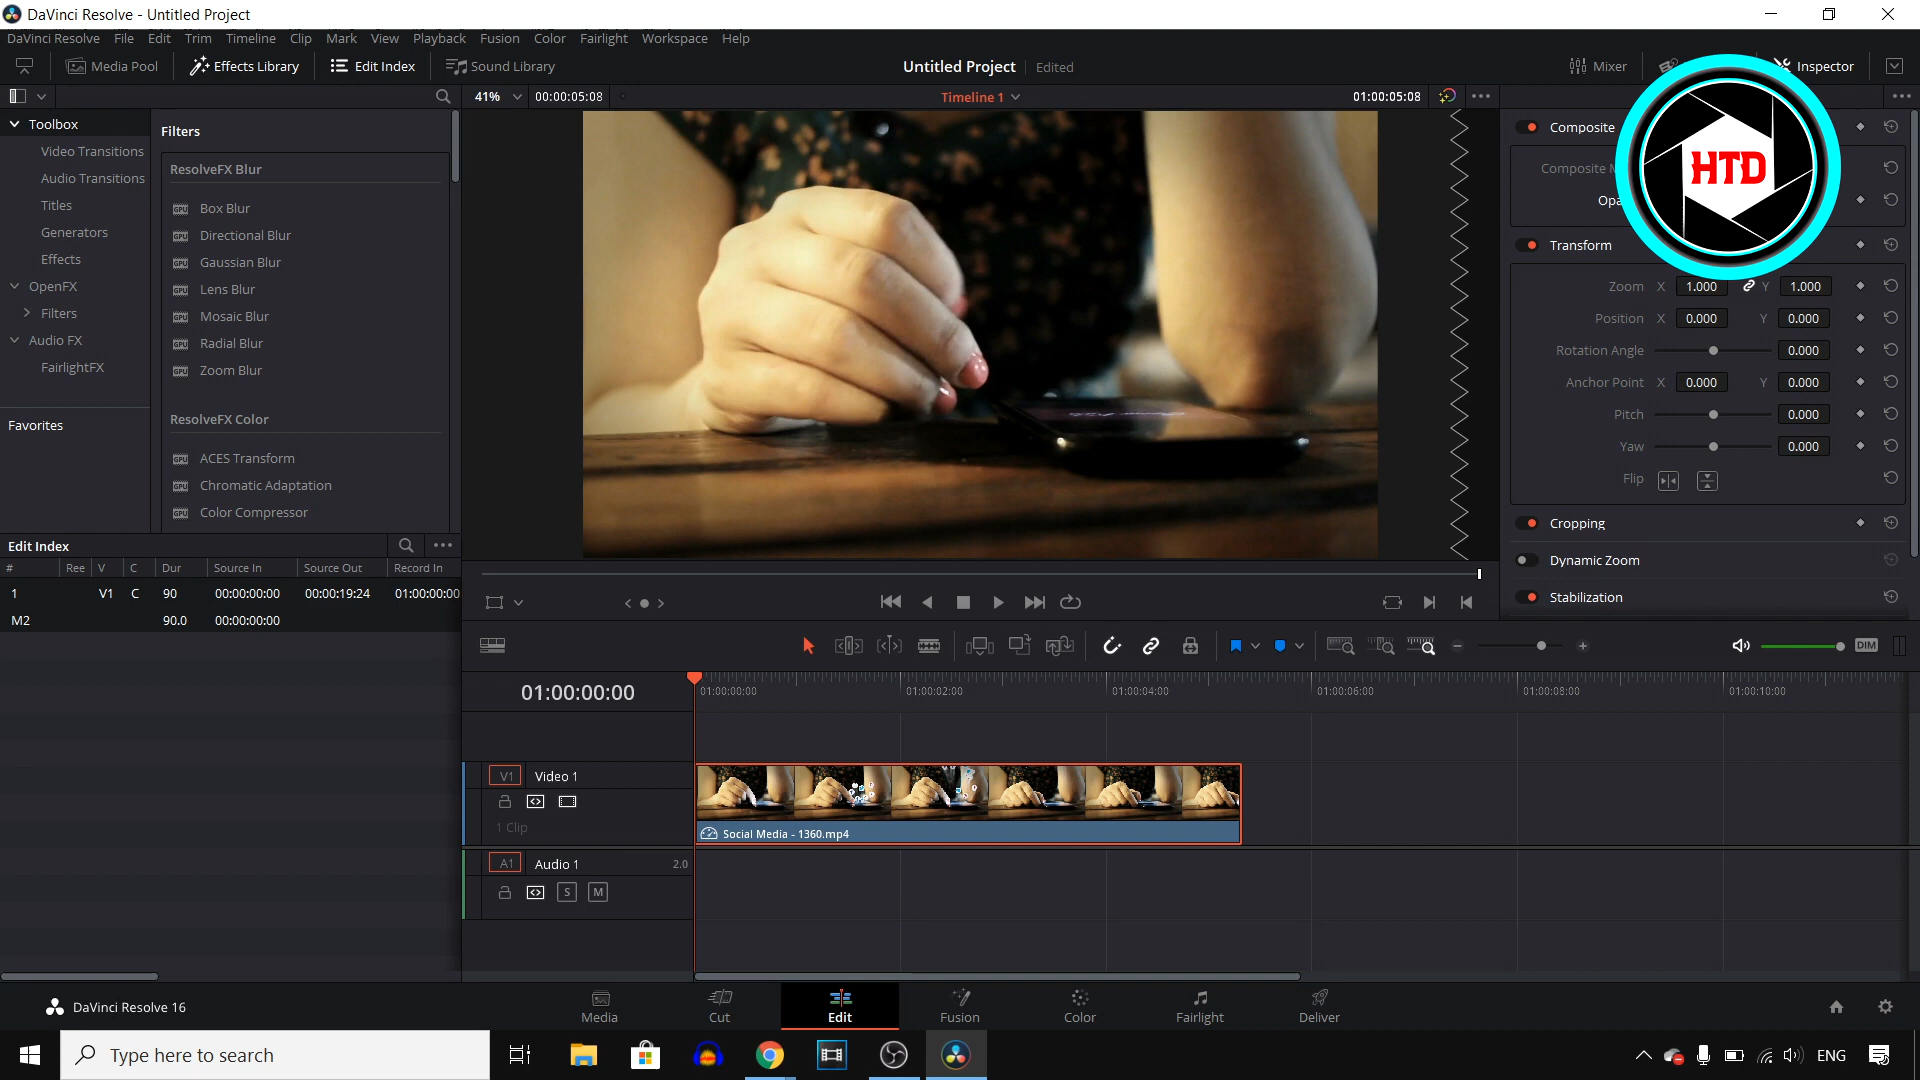 DaVinci Resolve - Untitled Project
DaVinci Resolve File Edit Trim Timeline Clip Mark View Playback Fusion Color Fairlight Workspace Help
Media Pool Effects Library Edit Index Sound Library Untitled Project Edited Mixer Inspector
41% 00:00:05:08 Timeline 1 01:00:05:08
Toolbox
Video Transitions
Audio Transitions
Titles
Generators
Effects
OpenFX
Filters
Audio FX
FairlightFX
Favorites
Filters
ResolveFX Blur
Box Blur
Directional Blur
Gaussian Blur
Lens Blur
Mosaic Blur
Radial Blur
Zoom Blur
ResolveFX Color
ACES Transform
Chromatic Adaptation
Color Compressor
HTD
Composite
Composite M
Opa
Transform
Zoom X 1.000 Y 1.000
Position X 0.000 Y 0.000
Rotation Angle 0.000
Anchor Point X 0.000 Y 0.000
Pitch 0.000
Yaw 0.000
Flip
Cropping
Dynamic Zoom
Stabilization
Edit Index
# Ree V C Dur Source In Source Out Record In
1 V1 C 90 00:00:00:00 00:00:19:24 01:00:00:00
M2 90.0 00:00:00:00
DIM
01:00:00:00 01:00:00:00 01:00:02:00 01:00:04:00 01:00:06:00 01:00:08:00 01:00:10:00
V1 Video 1
1 Clip
Social Media - 1360.mp4
A1 Audio 1 2.0
S M
DaVinci Resolve 16
Media Cut Edit Fusion Color Fairlight Deliver
Type here to search
ENG